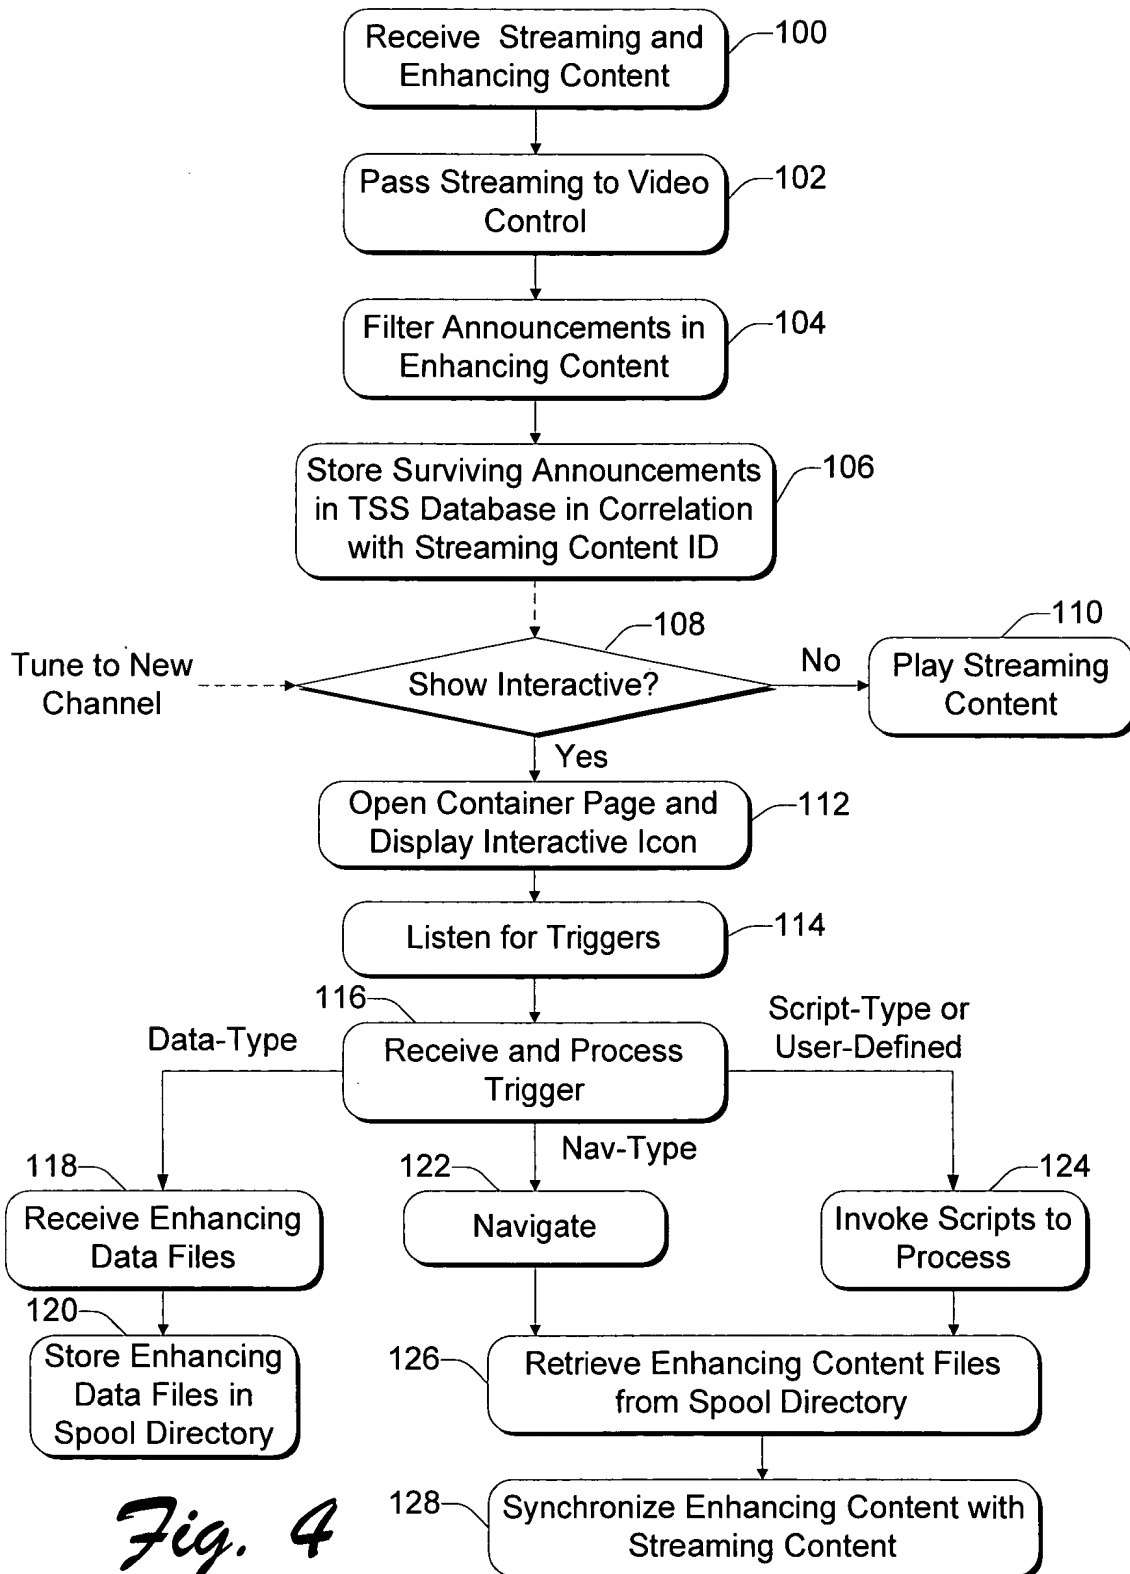 Receive Streaming and
Enhancing Content
100
Pass Streaming to Video
Control
102
Filter Announcements in
Enhancing Content
104
Store Surviving Announcements
in TSS Database in Correlation
with Streaming Content ID
106
Tune to New
Channel
108
Show Interactive?
No
110
Play Streaming
Content
Yes
Open Container Page and
Display Interactive Icon
112
Listen for Triggers
114
116
Receive and Process
Trigger
Data-Type
Nav-Type
Script-Type or
User-Defined
118
Receive Enhancing
Data Files
122
Navigate
124
Invoke Scripts to
Process
120
Store Enhancing
Data Files in
Spool Directory
126
Retrieve Enhancing Content Files
from Spool Directory
128
Synchronize Enhancing Content with
Streaming Content
Fig. 4